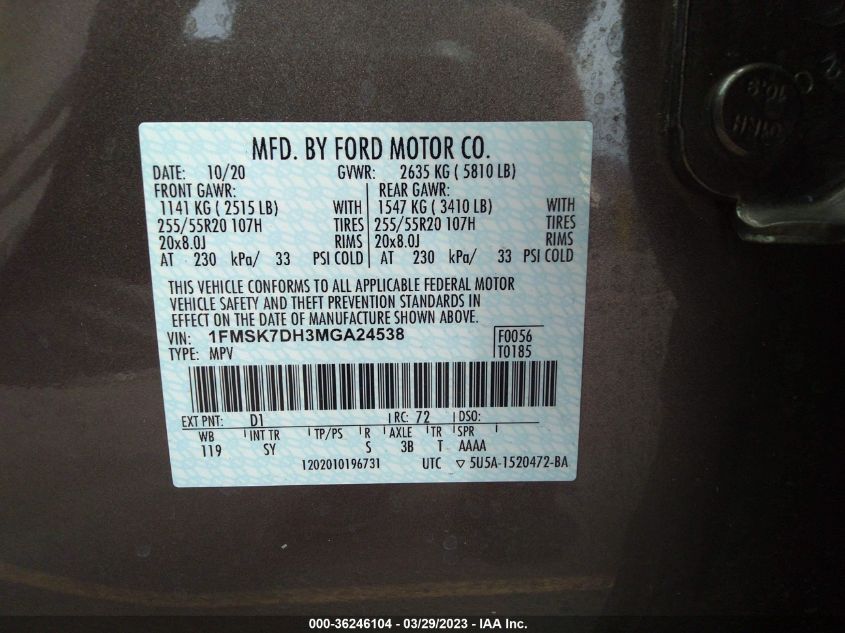 MFD. BY FORD MOTOR CO.
DATE: 10/20 GVWR: 2635 KG ( 5810 LB)
FRONT GAWR: REAR GAWR:
1141 KG ( 2515 LB) WITH 1547 KG ( 3410 LB) WITH
255/55R20 107H TIRES 255/55R20 107H TIRES
20x8.0J RIMS 20x8.0J RIMS
AT 230 kPa/ 33 PSI COLD AT 230 kPa/ 33 PSI COLD
THIS VEHICLE CONFORMS TO ALL APPLICABLE FEDERAL MOTOR
VEHICLE SAFETY AND THEFT PREVENTION STANDARDS IN
EFFECT ON THE DATE OF MANUFACTURE SHOWN ABOVE.
VIN: 1FMSK7DH3MGA24538 F0056
TYPE: MPV T0185
EXT PNT: D1 RC: 72 DSO:
WB INT TR TP/PS R AXLE TR SPR
119 SY S 3B T AAAA
1202010196731 UTC ▽ 5U5A-1520472-BA
10.9
000-36246104 - 03/29/2023 - IAA Inc.